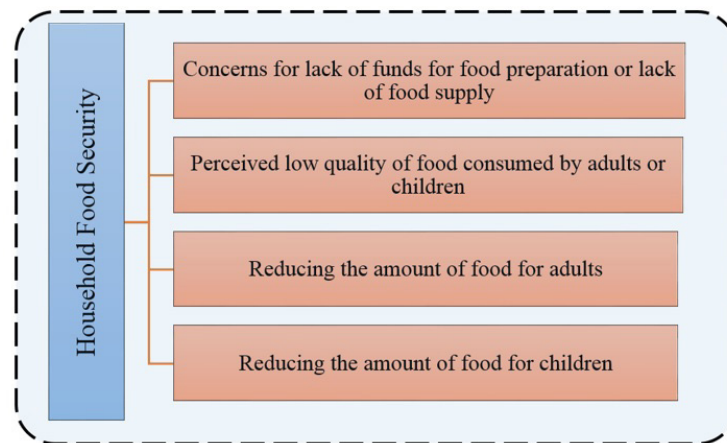 Household Food Security
Concerns for lack of funds for food preparation or lack
of food supply
Perceived low quality of food consumed by adults or
children
Reducing the amount of food for adults
Reducing the amount of food for children